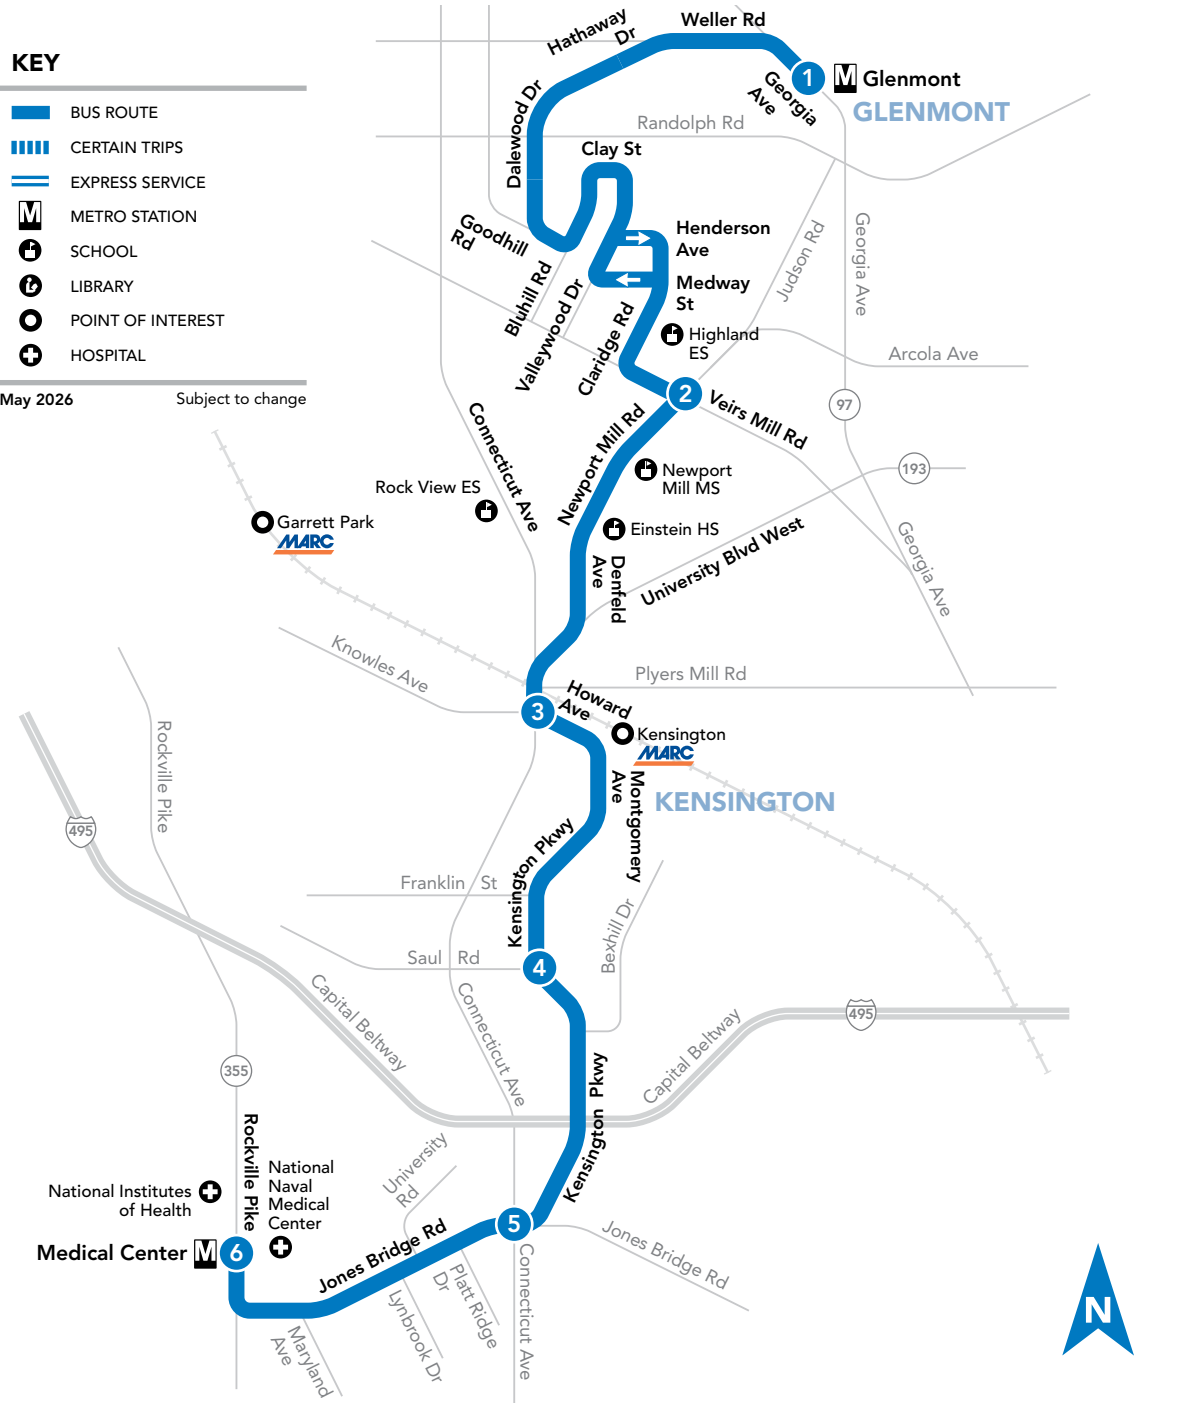 KEY
BUS ROUTE
CERTAIN TRIPS
EXPRESS SERVICE
M METRO STATION
SCHOOL
LIBRARY
POINT OF INTEREST
HOSPITAL
May 2026
Subject to change
Hathaway
Dr
Weller Rd
1
M Glenmont
GLENMONT
Georgia
Ave
Randolph Rd
Dalewood Dr
Clay St
Goodhill
Rd
Henderson
Ave
Medway
St
Judson Rd
Georgia Ave
Bluhill Rd
Valleywood Dr
Claridge Rd
Highland
ES
Arcola Ave
2
Veirs Mill Rd
97
Connecticut Ave
Newport Mill Rd
193
Newport
Mill MS
Rock View ES
Garrett Park
MARC
Einstein HS
University Blvd West
Georgia Ave
Denfeld
Ave
Knowles Ave
Plyers Mill Rd
3
Howard
Ave
Kensington
MARC
KENSINGTON
Rockville Pike
Montgomery
Ave
495
Kensington Pkwy
Franklin St
Bexhill Dr
Saul Rd
4
Capital Beltway
Connecticut Ave
Capital Beltway
495
355
Kensington Pkwy
Rockville Pike
University
Rd
National
Naval
Medical
Center
National Institutes
of Health
5
Medical Center M
6
Jones Bridge Rd
Jones Bridge Rd
Connecticut Ave
Platt Ridge
Dr
Lynbrook Dr
Maryland
Ave
N